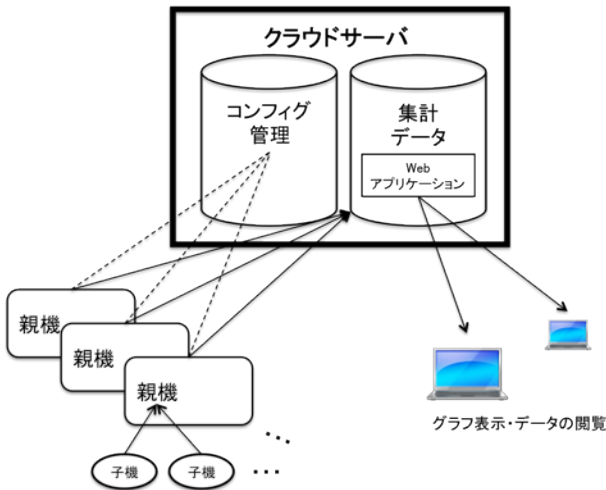 クラウドサーバ
コンフィグ
管理
集計
データ
Web
アプリケーション
親機
親機
親機
子機
子機
…
…
グラフ表示・データの閲覧